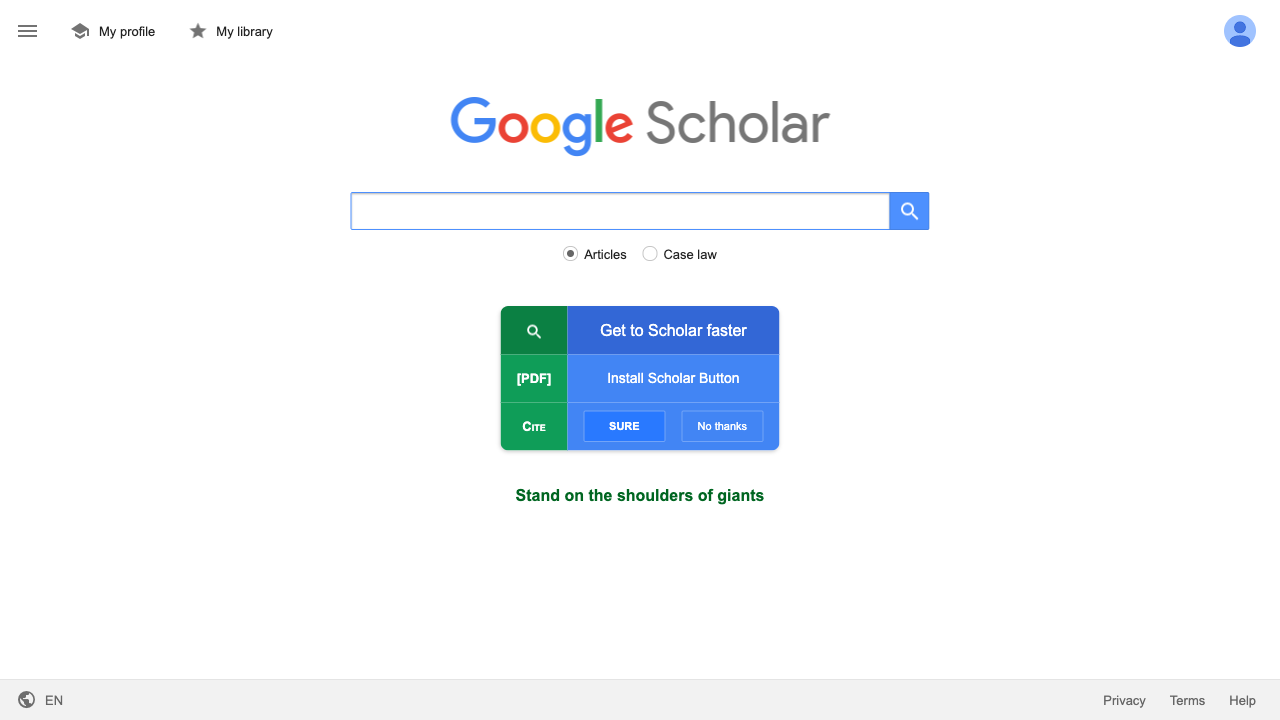 My profile
My library
Google Scholar
Articles
Case law
Get to Scholar faster
[PDF]
Install Scholar Button
Cite
SURE
No thanks
Stand on the shoulders of giants
EN
Privacy
Terms
Help